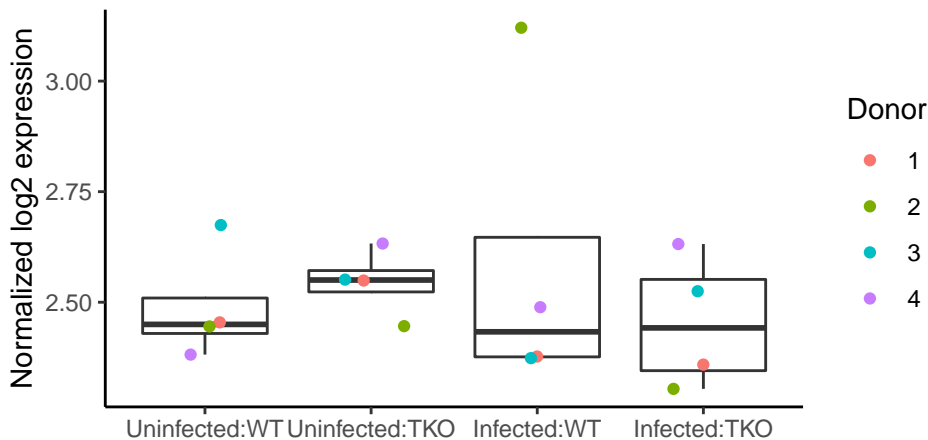 Normalized log2 expression
3.00
2.75
2.50
Uninfected:WT Uninfected:TKO Infected:WT Infected:TKO
Donor
1
2
3
4